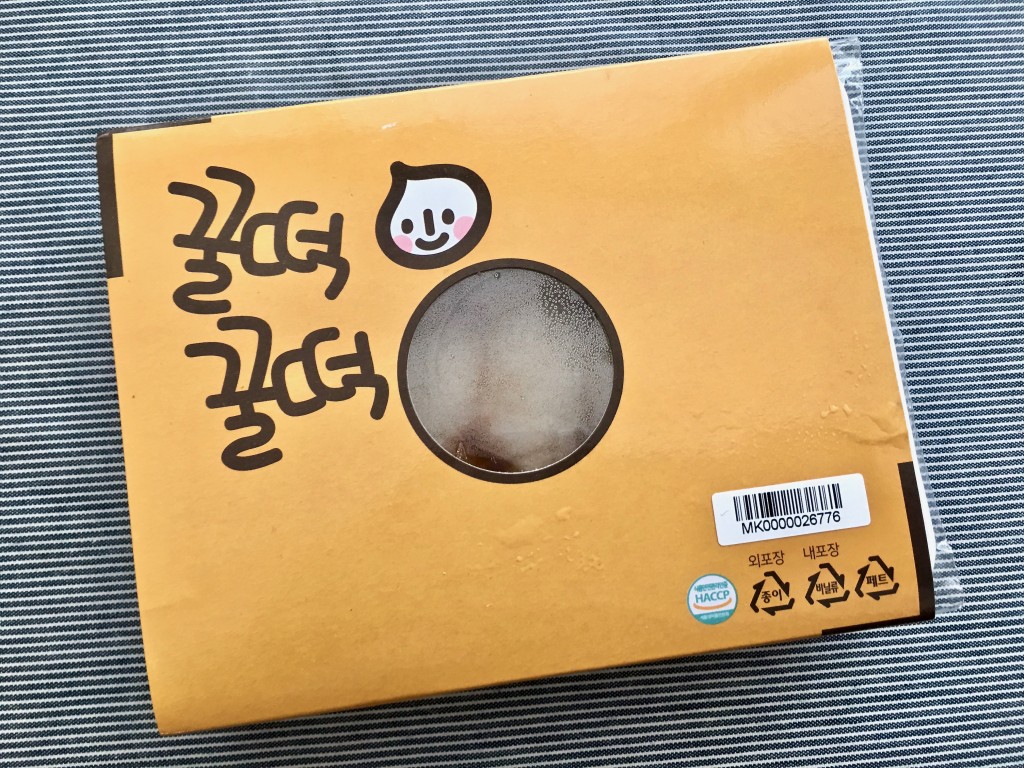 꿀떡
꿀떡
MK0000026776
외포장 내포장
HACCP
종이 비닐류 페트